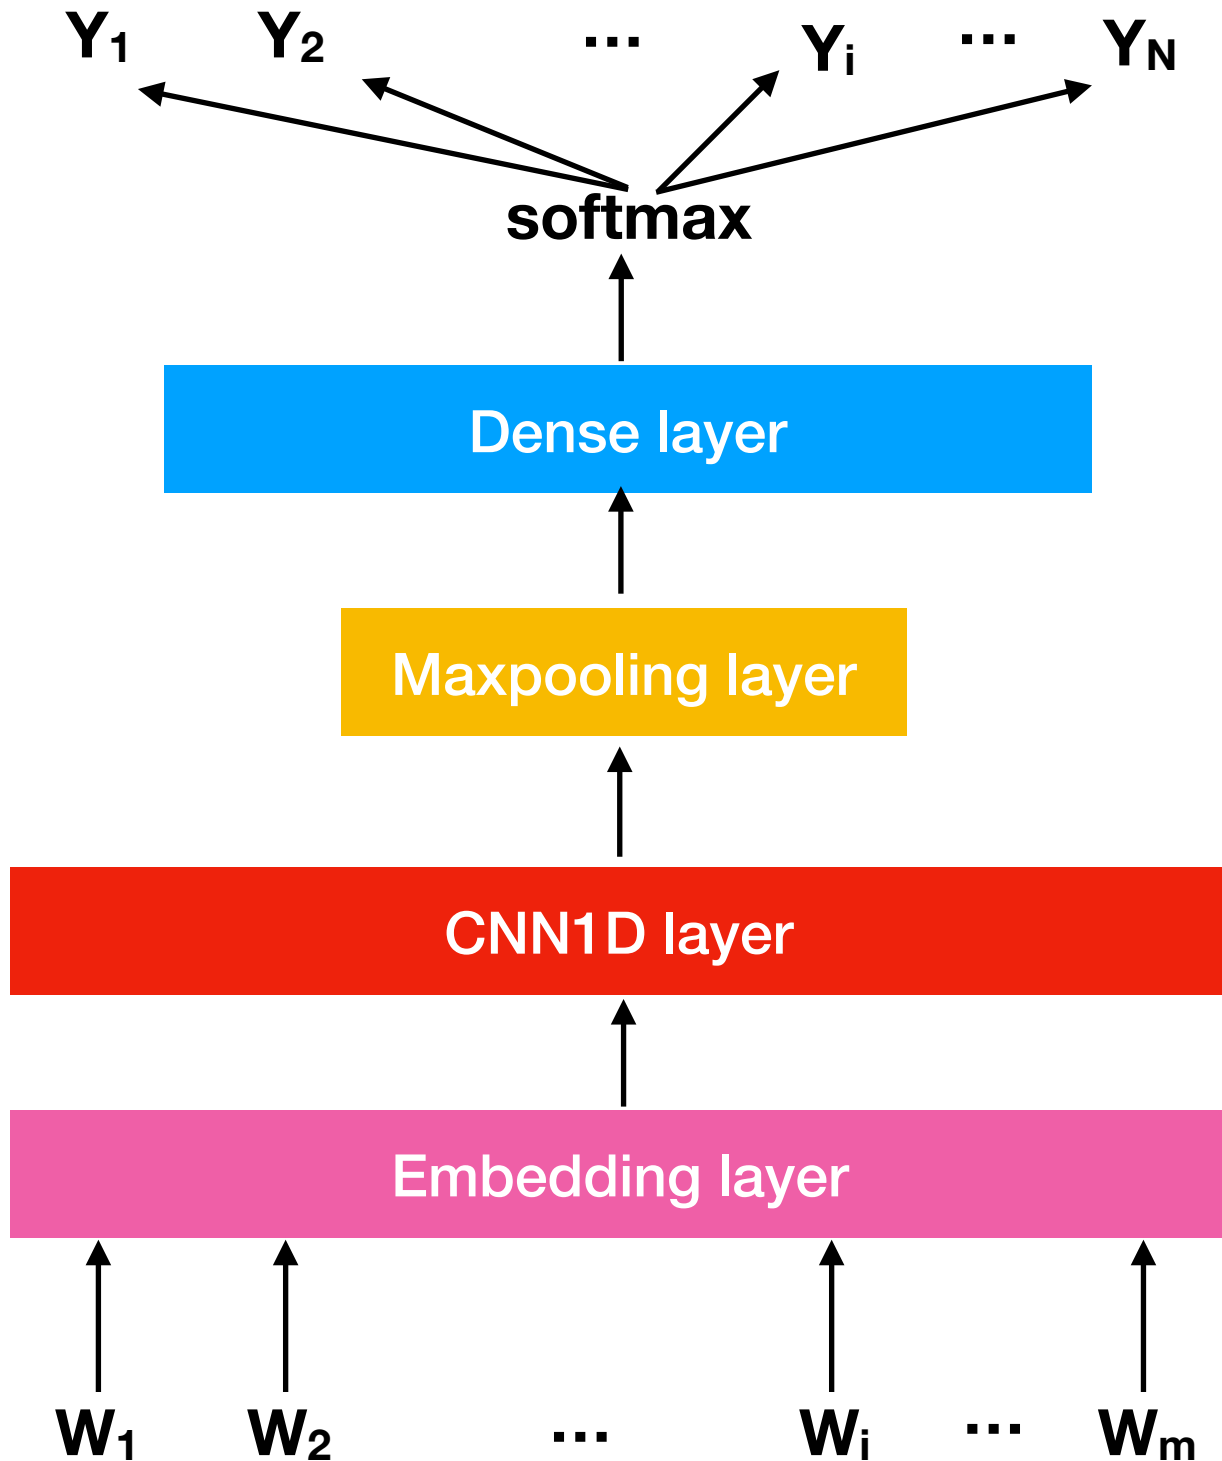 Y1 Y2 ... Yi ... YN
softmax
Dense layer
Maxpooling layer
CNN1D layer
Embedding layer
W1 W2 ... Wi ... Wm